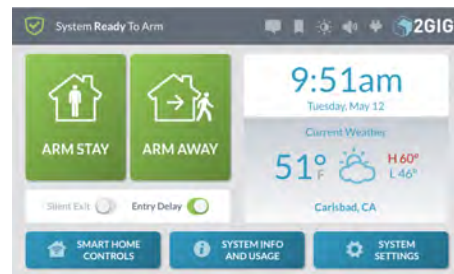 System Ready To Arm
2GIG
ARM STAY
ARM AWAY
Silent Exit
Entry Delay
9:51am
Tuesday, May 12
Current Weather
51°F
H 60°
L 46°
Carlsbad, CA
SMART HOME
CONTROLS
SYSTEM INFO
AND USAGE
SYSTEM
SETTINGS